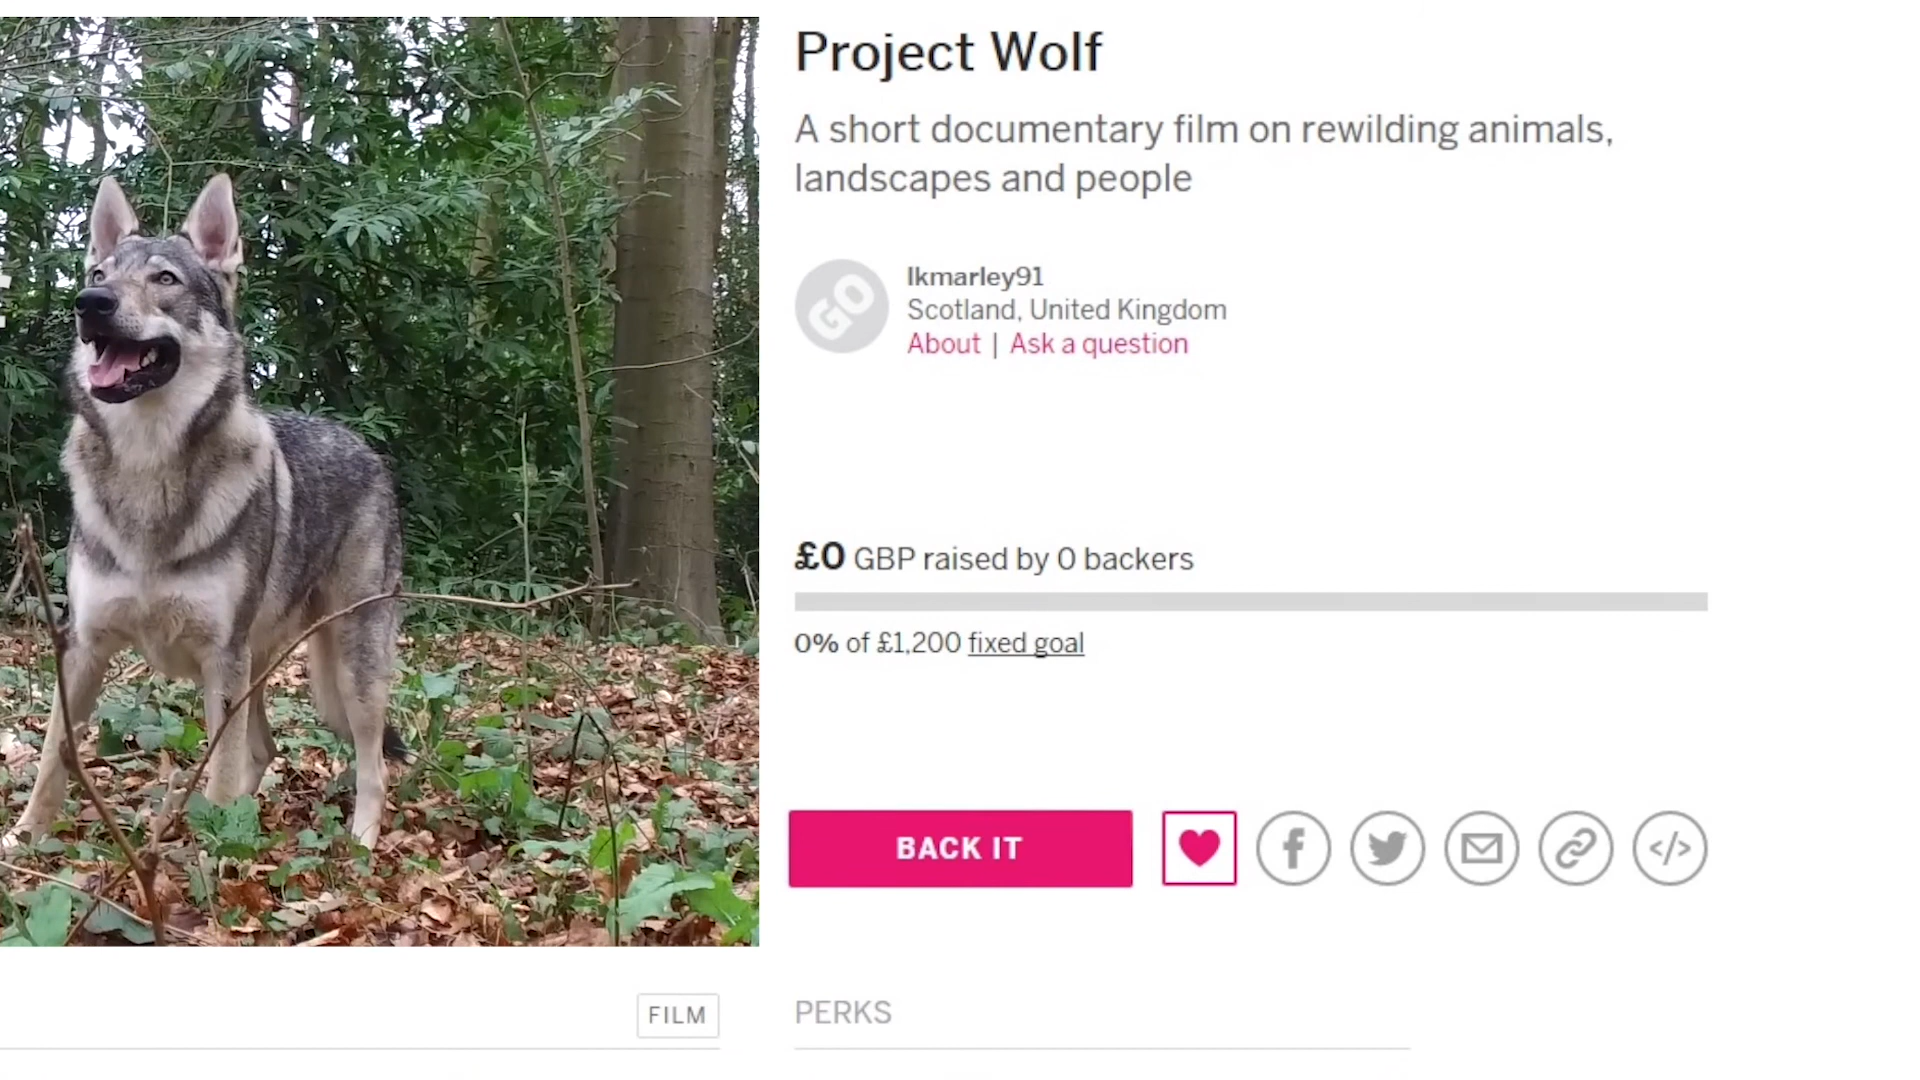 Project Wolf
A short documentary film on rewilding animals,
landscapes and people
GO
lkmarley91
Scotland, United Kingdom
About | Ask a question
£0 GBP raised by 0 backers
0% of £1,200 fixed goal
BACK IT
FILM
PERKS